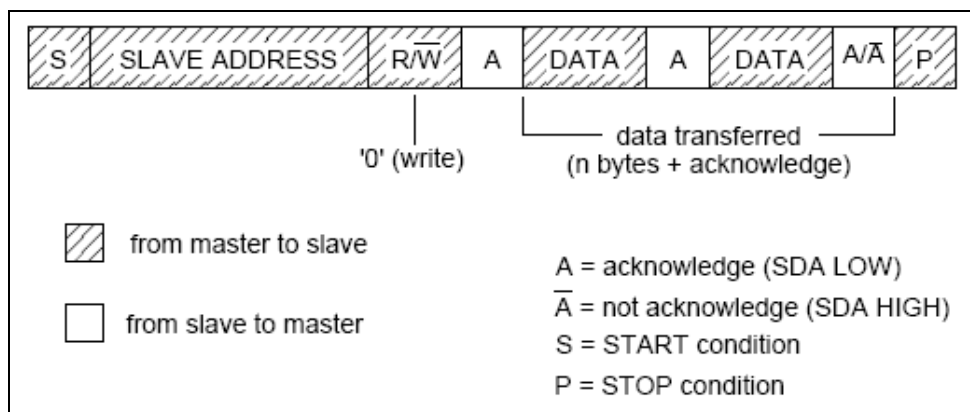 S SLAVE ADDRESS R/W̅ A DATA A DATA A/A̅ P
'0' (write)
data transferred
(n bytes + acknowledge)
from master to slave
from slave to master
A = acknowledge (SDA LOW)
A̅ = not acknowledge (SDA HIGH)
S = START condition
P = STOP condition